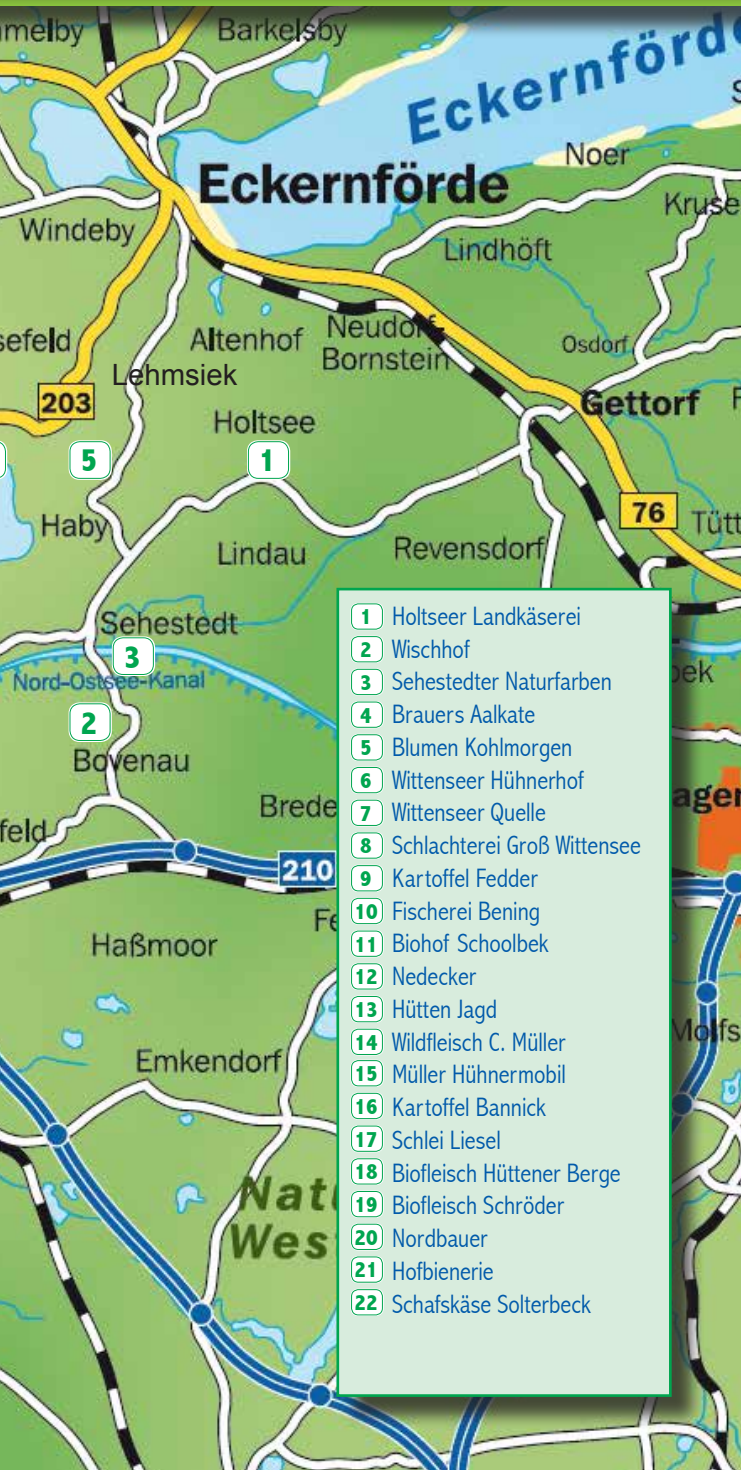 Barkelsby
Eckernförde
Noer
Eckernförde
Windeby
Lindhöft
Altenhof
Neudorf-
Bornstein
Osdorf
Lehmsiek
203
Gettorf
Holtsee
5
1
76
Haby
Lindau
Revensdorf
Sehestedt
3
Nord-Ostsee-Kanal
2
Bovenau
210
Haßmoor
Emkendorf
1 Holtseer Landkäserei
2 Wischhof
3 Sehestedter Naturfarben
4 Brauers Aalkate
5 Blumen Kohlmorgen
6 Wittenseer Hühnerhof
7 Wittenseer Quelle
8 Schlachterei Groß Wittensee
9 Kartoffel Fedder
10 Fischerei Bening
11 Biohof Schoolbek
12 Nedecker
13 Hütten Jagd
14 Wildfleisch C. Müller
15 Müller Hühnermobil
16 Kartoffel Bannick
17 Schlei Liesel
18 Biofleisch Hüttener Berge
19 Biofleisch Schröder
20 Nordbauer
21 Hofbienerie
22 Schafskäse Solterbeck